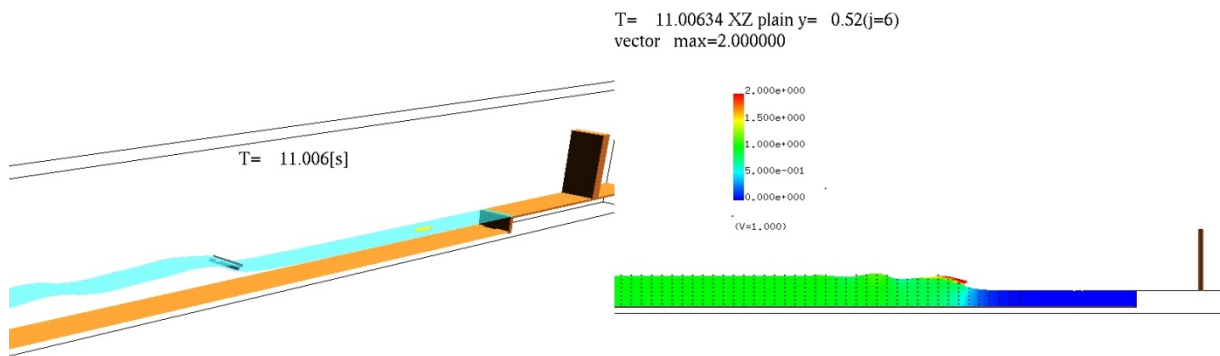 T= 11.006[s]
T= 11.00634 XZ plain y= 0.52(j=6)
vector max=2.000000
2.000e+000
1.500e+000
1.000e+000
5.000e-001
0.000e+000
(V=1.000)